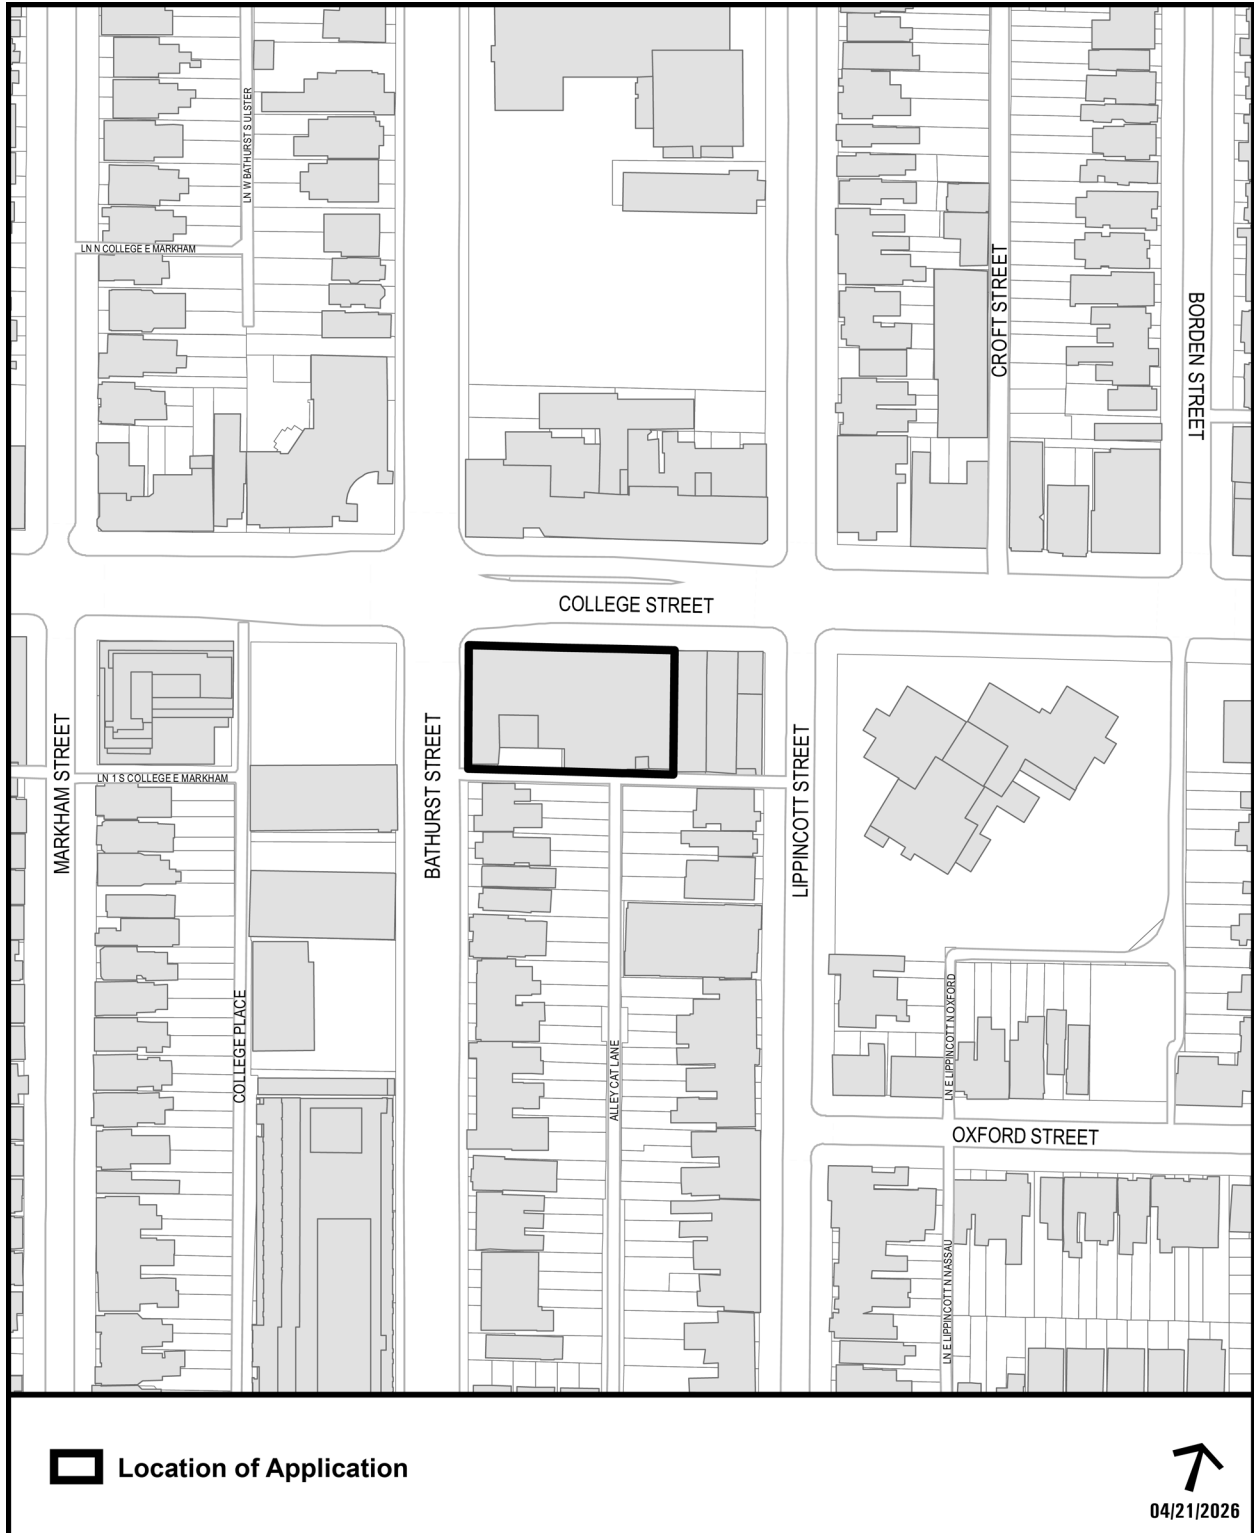 LN W BATHURST S ULSTER
LN N COLLEGE E MARKHAM
CROFT STREET
BORDEN STREET
COLLEGE STREET
MARKHAM STREET
LN 1 S COLLEGE E MARKHAM
BATHURST STREET
LIPPINCOTT STREET
COLLEGE PLACE
ALLEY CAT LANE
LN E LIPPINCOTT N OXFORD
OXFORD STREET
LN E LIPPINCOTT N NASSAU
Location of Application
04/21/2026